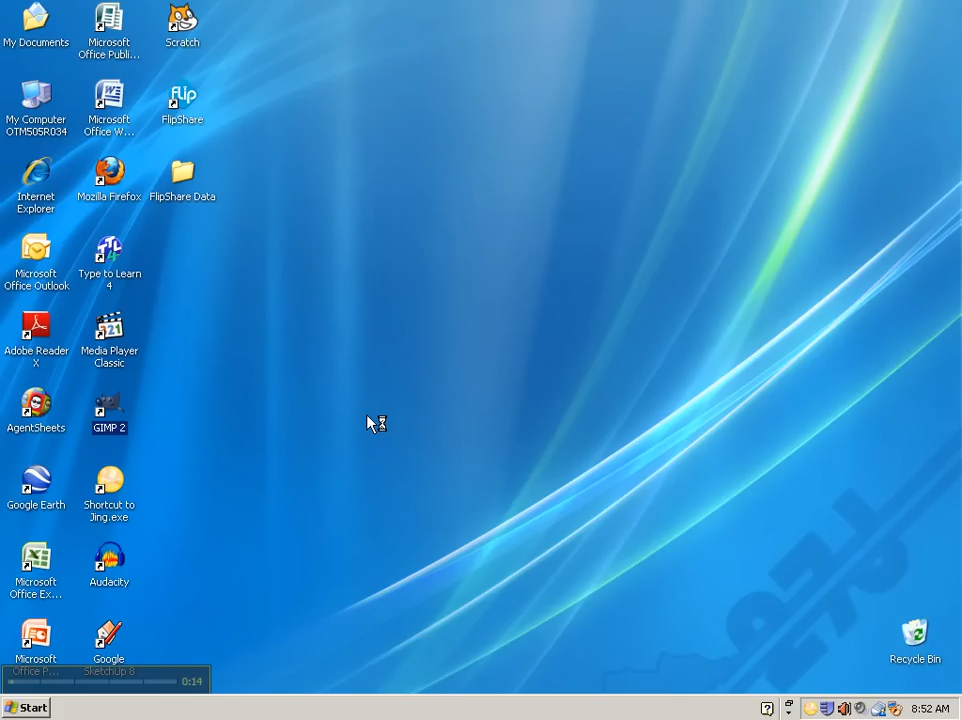 My Documents
Microsoft
Office Publi...
Scratch
My Computer
OTM505R034
Microsoft
Office W...
flip
FlipShare
Internet
Explorer
Mozilla Firefox
FlipShare Data
Microsoft
Office Outlook
TTL
Type to Learn
4
Adobe Reader
X
321
Media Player
Classic
AgentSheets
GIMP 2
Google Earth
Shortcut to
Jing.exe
Microsoft
Office Ex...
Audacity
Microsoft
Office P...
Google
SketchUp 8
Recycle Bin
0:14
Start
8:52 AM